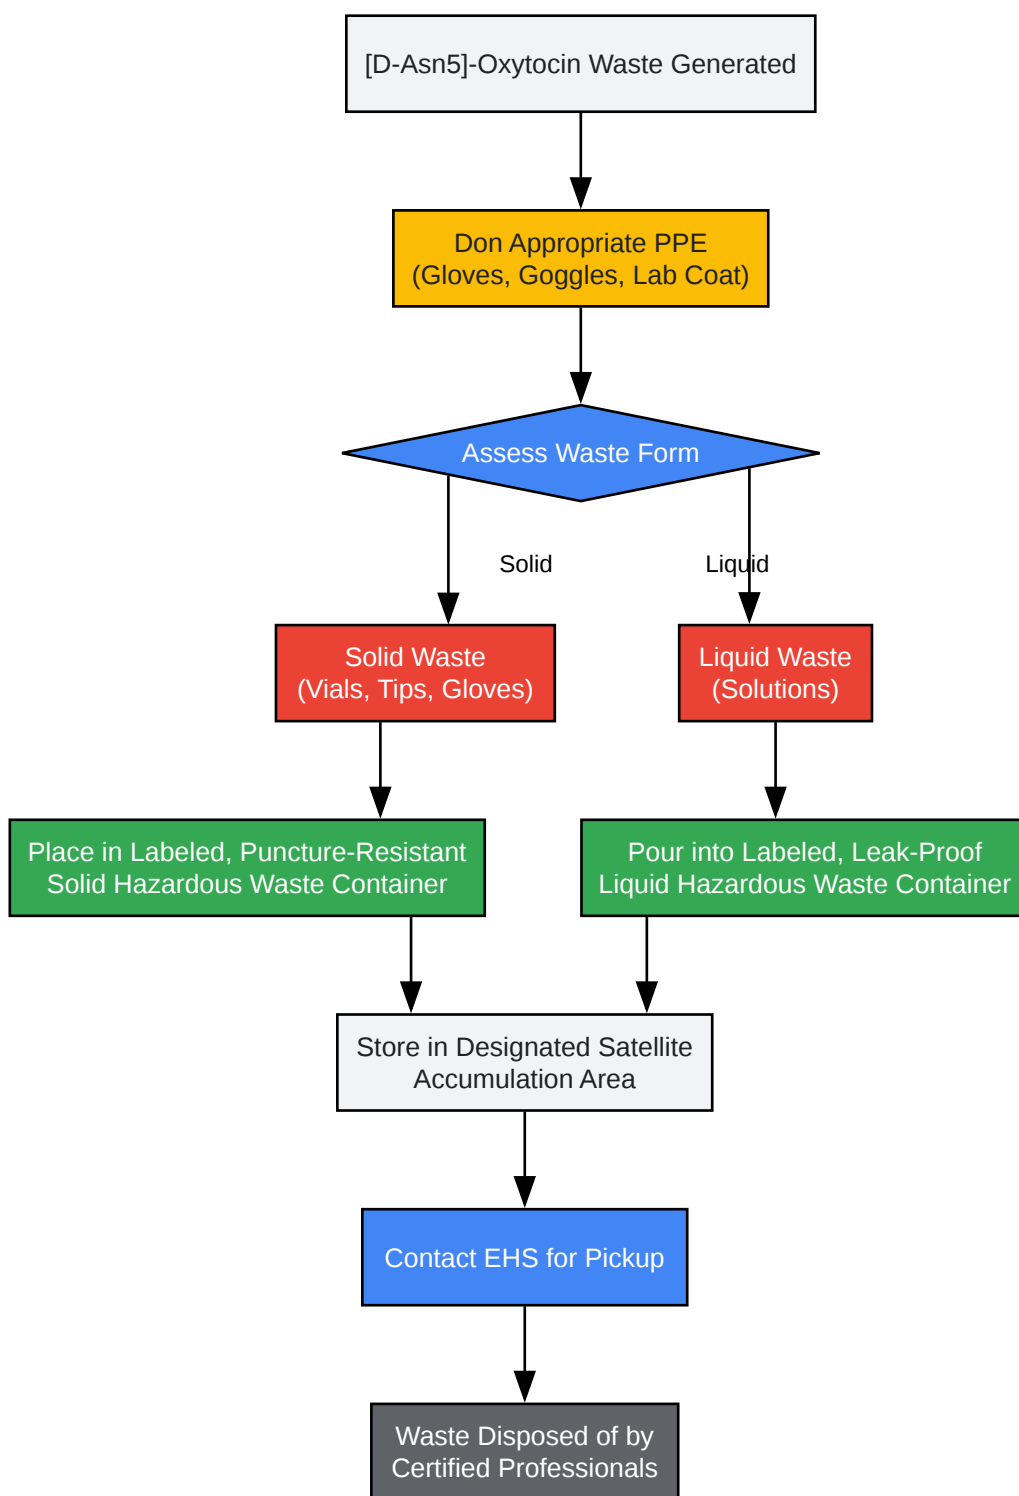 [D-Asn5]-Oxytocin Waste Generated
Don Appropriate PPE
(Gloves, Goggles, Lab Coat)
Assess Waste Form
Solid
Liquid
Solid Waste
(Vials, Tips, Gloves)
Liquid Waste
(Solutions)
Place in Labeled, Puncture-Resistant
Solid Hazardous Waste Container
Pour into Labeled, Leak-Proof
Liquid Hazardous Waste Container
Store in Designated Satellite
Accumulation Area
Contact EHS for Pickup
Waste Disposed of by
Certified Professionals